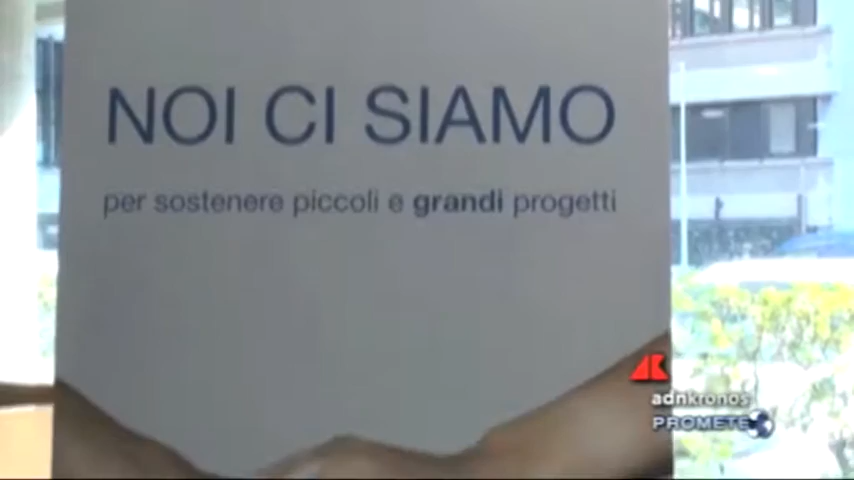 NOI CI SIAMO
per sostenere piccoli e grandi progetti
adnkronos
PROMETEO